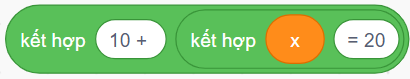 kết hợp 10 + kết hợp x = 20